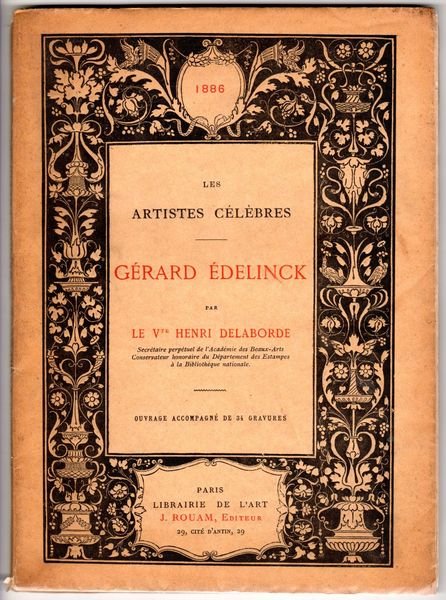 1886
LES
ARTISTES CÉLÈBRES
GÉRARD ÉDELINCK
PAR
LE Vᵀᴱ HENRI DELABORDE
Secrétaire perpétuel de l'Académie des Beaux-Arts
Conservateur honoraire du Département des Estampes
à la Bibliothèque nationale.
OUVRAGE ACCOMPAGNÉ DE 34 GRAVURES
PARIS
LIBRAIRIE DE L'ART
J. ROUAM, ÉDITEUR
29, CITÉ D'ANTIN, 29